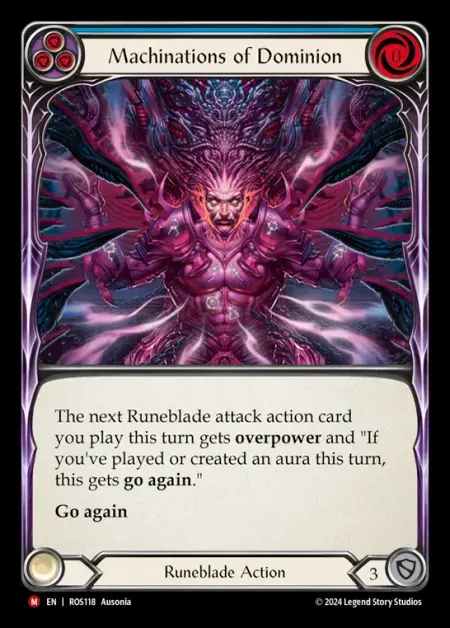 Machinations of Dominion
0
The next Runeblade attack action card
you play this turn gets overpower and "If
you've played or created an aura this turn,
this gets go again."
Go again
Runeblade Action
3
M EN | ROS118 Ausonia
© 2024 Legend Story Studios